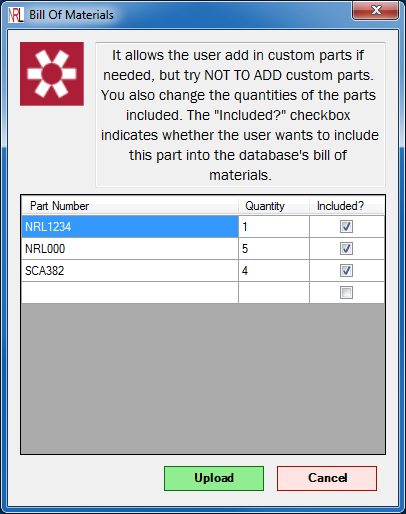 NRL Bill Of Materials
It allows the user add in custom parts if
needed, but try NOT TO ADD custom parts.
You also change the quantities of the parts
included. The "Included?" checkbox
indicates whether the user wants to include
this part into the database's bill of
materials.
Part Number Quantity Included?
NRL1234 1
NRL000 5
SCA382 4
Upload Cancel